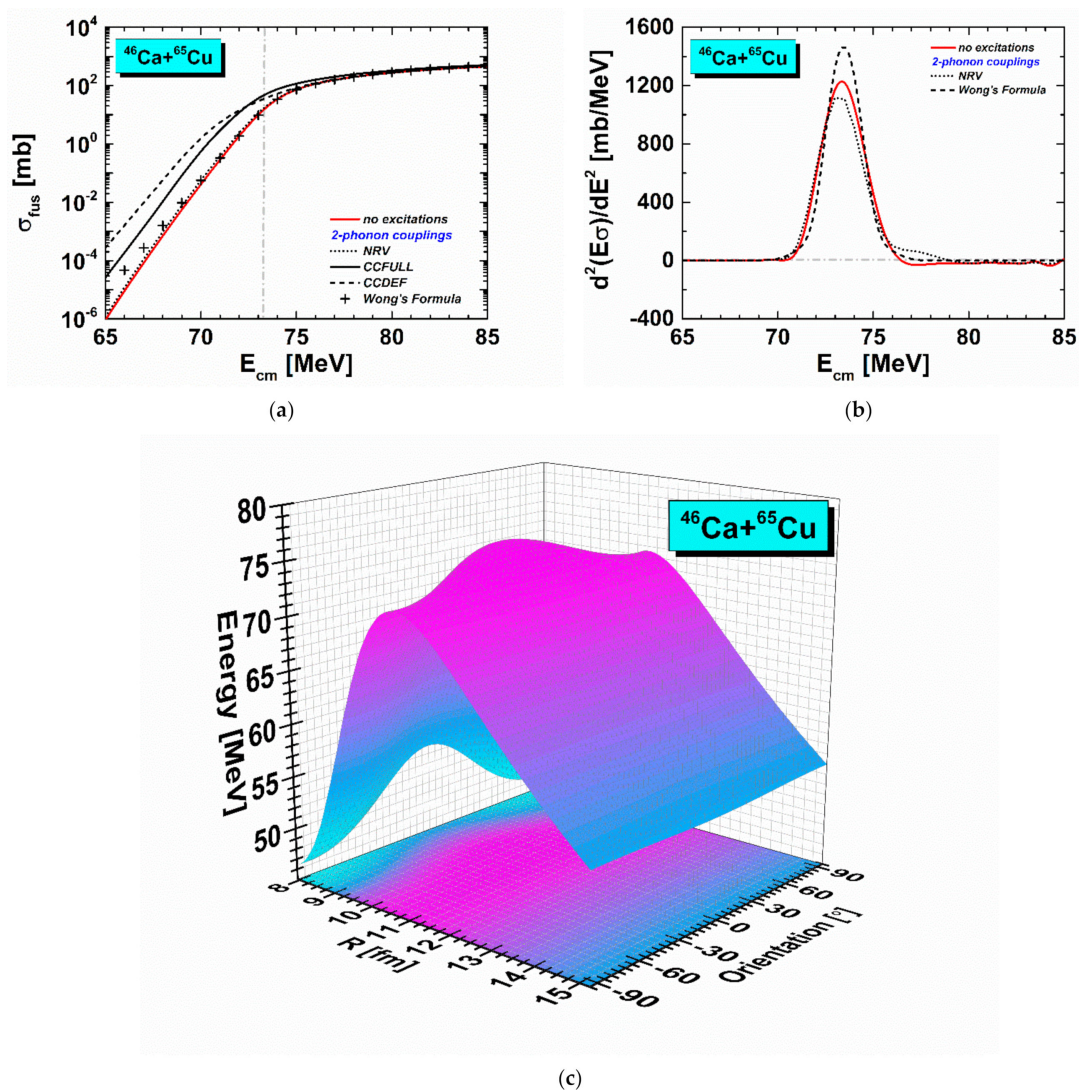 10⁴
10²
10⁰
10⁻²
10⁻⁴
10⁻⁶
σfus [mb]
⁴⁶Ca+⁶⁵Cu
no excitations
2-phonon couplings
NRV
CCFULL
CCDEF
Wong's Formula
65 70 75 80 85
Ecm [MeV]
(a)
1600
1200
800
400
0
-400
d²(Eσ)/dE² [mb/MeV]
⁴⁶Ca+⁶⁵Cu
no excitations
2-phonon couplings
NRV
Wong's Formula
65 70 75 80 85
Ecm [MeV]
(b)
⁴⁶Ca+⁶⁵Cu
80
75
70
65
60
55
50
Energy [MeV]
8 9 10 11 12 13 14 15
R [fm]
-90 -60 -30 0 30 60 90
Orientation [°]
(c)